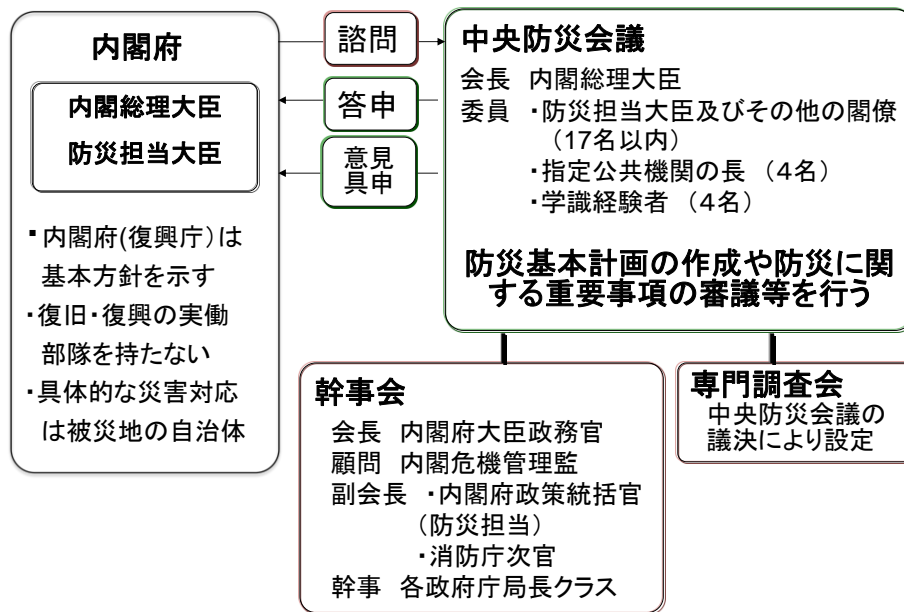 内閣府
内閣総理大臣
防災担当大臣
・内閣府(復興庁)は
基本方針を示す
・復旧・復興の実働
部隊を持たない
・具体的な災害対応
は被災地の自治体
諮問
答申
意見
具申
中央防災会議
会長 内閣総理大臣
委員 ・防災担当大臣及びその他の閣僚
(17名以内)
・指定公共機関の長 (4名)
・学識経験者 (4名)
防災基本計画の作成や防災に関
する重要事項の審議等を行う
幹事会
会長 内閣府大臣政務官
顧問 内閣危機管理監
副会長 ・内閣府政策統括官
(防災担当)
・消防庁次官
幹事 各政府庁局長クラス
専門調査会
中央防災会議の
議決により設定